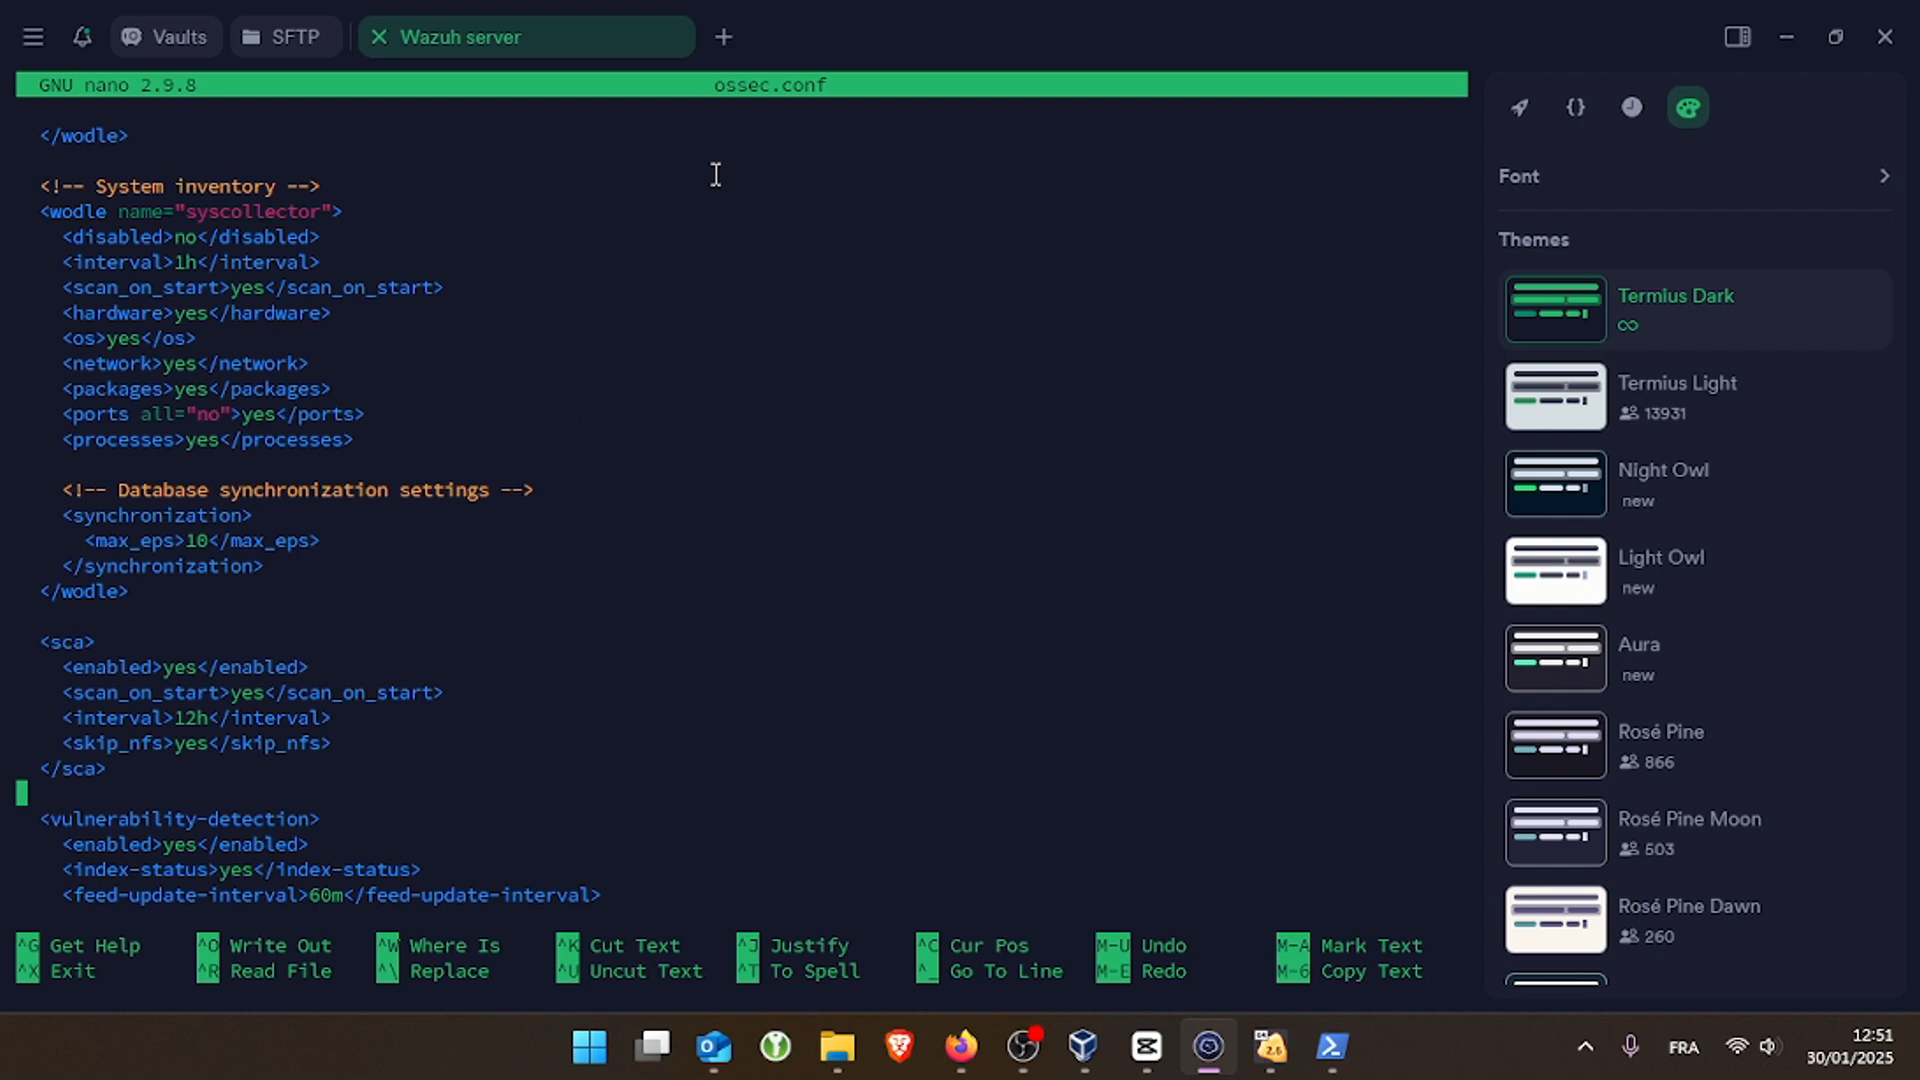 Vaults
SFTP
Wazuh server
GNU nano 2.9.8
ossec.conf
</wodle>
<!-- System inventory -->
<wodle name="syscollector">
<disabled>no</disabled>
<interval>1h</interval>
<scan_on_start>yes</scan_on_start>
<hardware>yes</hardware>
<os>yes</os>
<network>yes</network>
<packages>yes</packages>
<ports all="no">yes</ports>
<processes>yes</processes>
<!-- Database synchronization settings -->
<synchronization>
<max_eps>10</max_eps>
</synchronization>
</wodle>
<sca>
<enabled>yes</enabled>
<scan_on_start>yes</scan_on_start>
<interval>12h</interval>
<skip_nfs>yes</skip_nfs>
</sca>
<vulnerability-detection>
<enabled>yes</enabled>
<index-status>yes</index-status>
<feed-update-interval>60m</feed-update-interval>
^G Get Help ^O Write Out ^W Where Is ^K Cut Text ^J Justify ^C Cur Pos M-U Undo M-A Mark Text
^X Exit ^R Read File ^\ Replace ^U Uncut Text ^T To Spell ^_ Go To Line M-E Redo M-6 Copy Text
Font
Themes
Termius Dark
Termius Light
13931
Night Owl
new
Light Owl
new
Aura
new
Rosé Pine
866
Rosé Pine Moon
503
Rosé Pine Dawn
260
FRA
12:51
30/01/2025